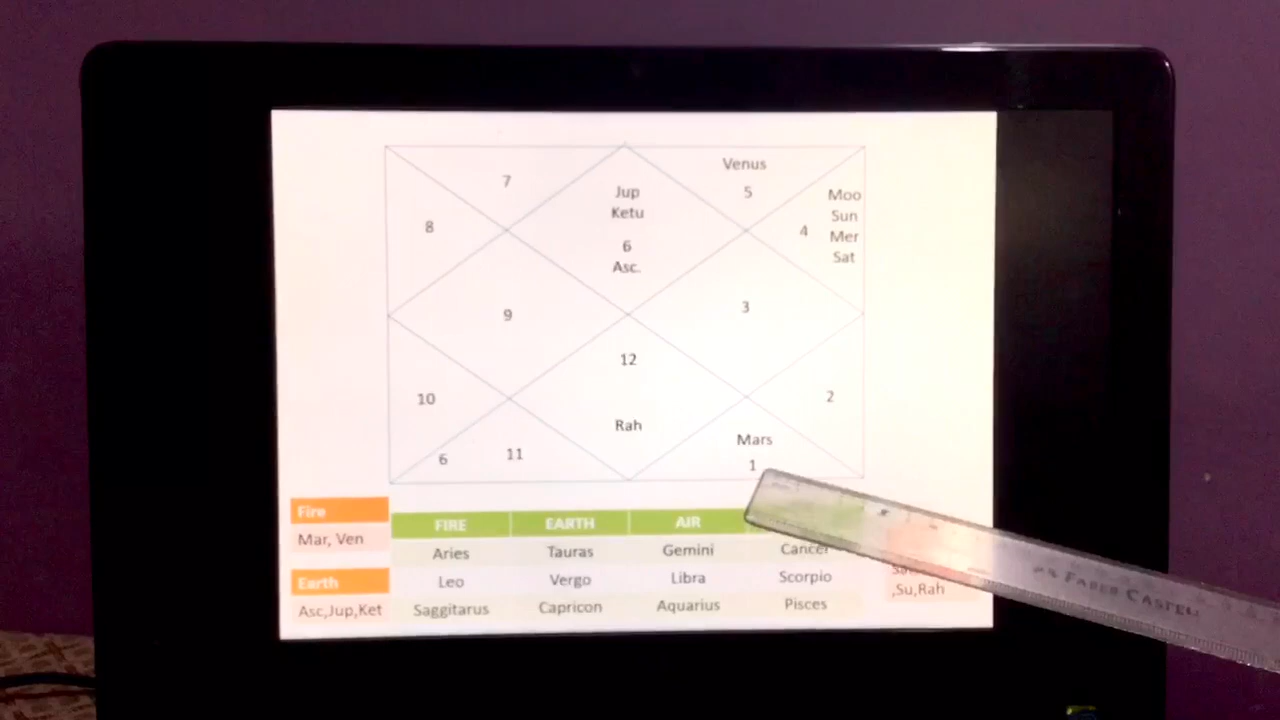 Venus
7
5
Jup
Ketu
Moo
Sun
Mer
Sat
8
4
6
Asc.
9
3
12
10
2
Rah
Mars
1
6
11
Fire
Mar, Ven
Earth
Asc,Jup,Ket
FIRE EARTH AIR
Aries Tauras Gemini Cancer
Leo Vergo Libra Scorpio
Saggitarus Capricon Aquarius Pisces
,Su,Rah
FABER CASTELL